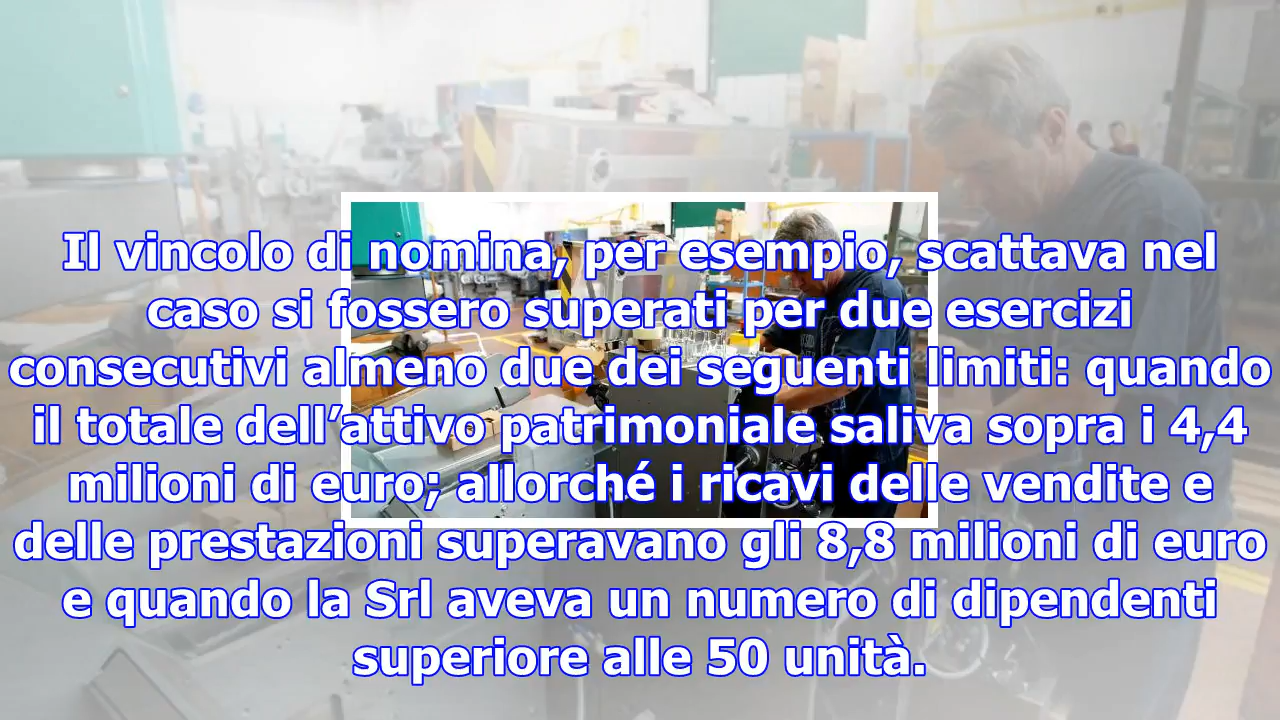 Il vincolo di nomina, per esempio, scattava nel
caso si fossero superati per due esercizi
consecutivi almeno due dei seguenti limiti: quando
il totale dell’attivo patrimoniale saliva sopra i 4,4
milioni di euro; allorché i ricavi delle vendite e
delle prestazioni superavano gli 8,8 milioni di euro
e quando la Srl aveva un numero di dipendenti
superiore alle 50 unità.